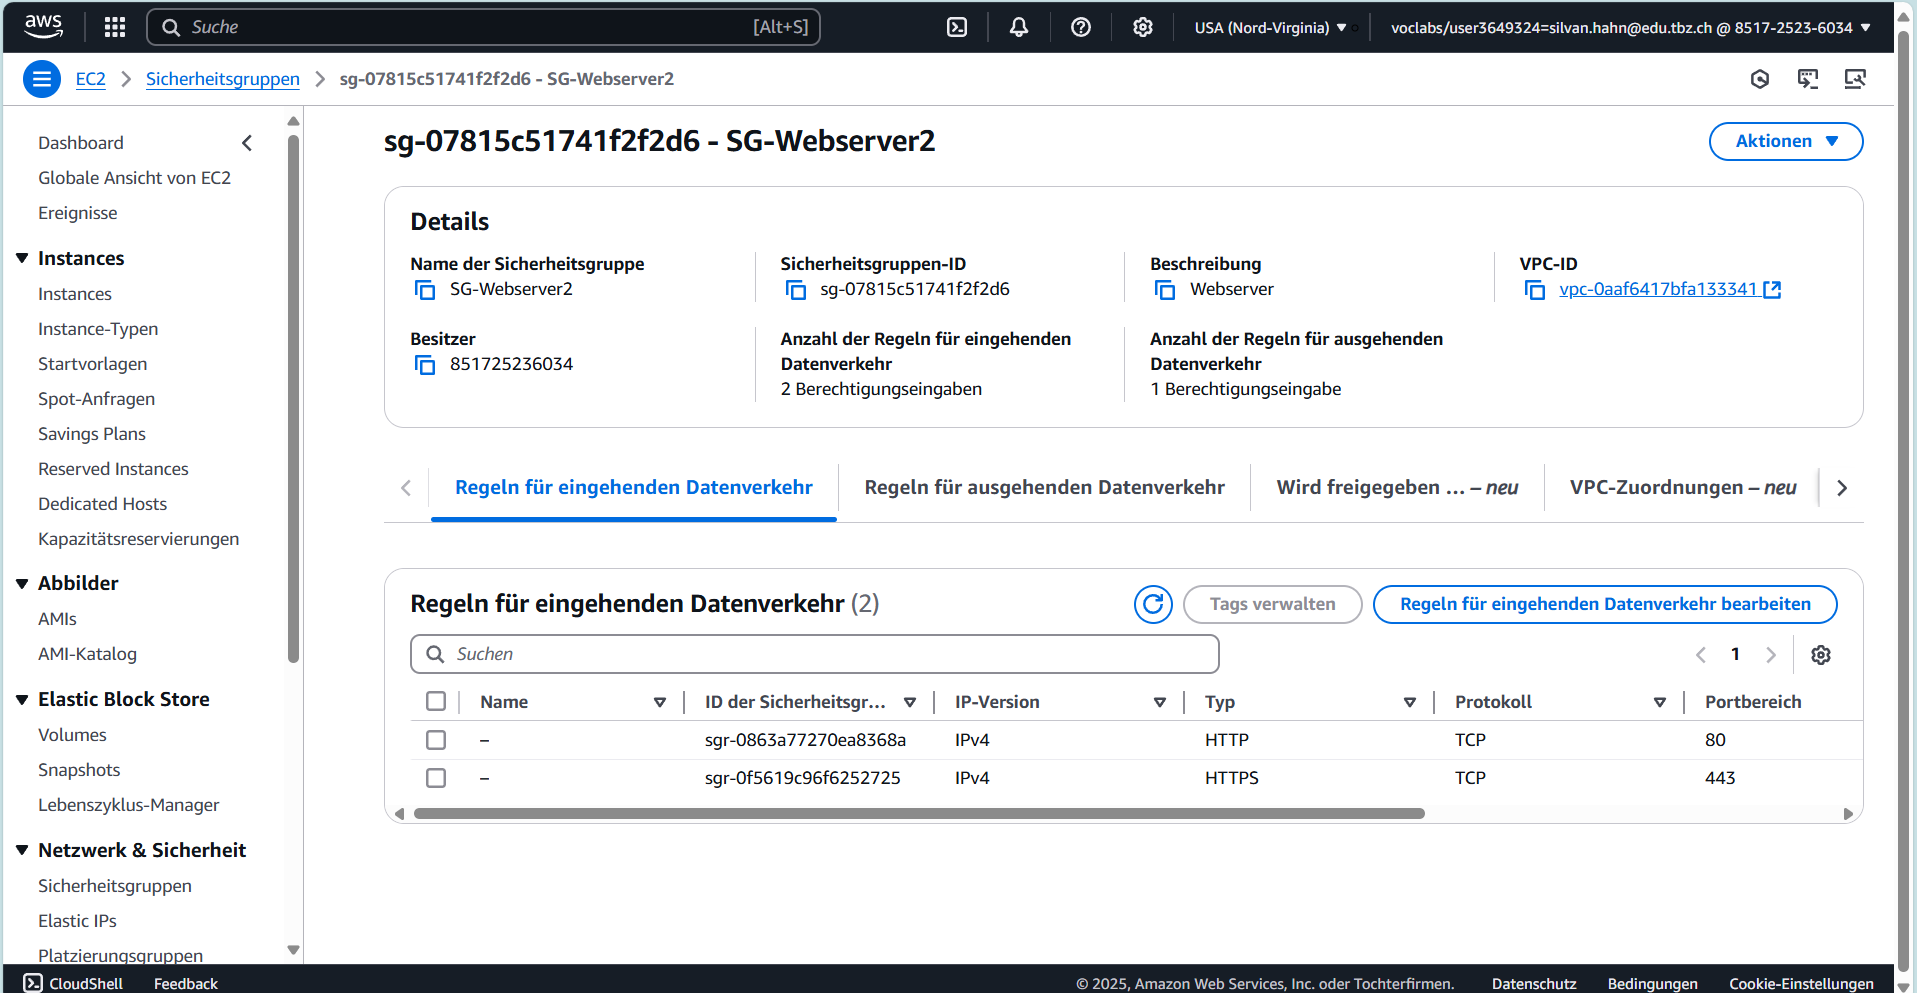 aws
Suche [Alt+S] USA (Nord-Virginia) voclabs/user3649324=silvan.hahn@edu.tbz.ch @ 8517-2523-6034
EC2 Sicherheitsgruppen sg-07815c51741f2f2d6 - SG-Webserver2
Dashboard
Globale Ansicht von EC2
Ereignisse
Instances
Instances
Instance-Typen
Startvorlagen
Spot-Anfragen
Savings Plans
Reserved Instances
Dedicated Hosts
Kapazitätsreservierungen
Abbilder
AMIs
AMI-Katalog
Elastic Block Store
Volumes
Snapshots
Lebenszyklus-Manager
Netzwerk & Sicherheit
Sicherheitsgruppen
Elastic IPs
Platzierungsgruppen
sg-07815c51741f2f2d6 - SG-Webserver2
Aktionen
Details
Name der Sicherheitsgruppe
SG-Webserver2
Sicherheitsgruppen-ID
sg-07815c51741f2f2d6
Beschreibung
Webserver
VPC-ID
vpc-0aaf6417bfa133341
Besitzer
851725236034
Anzahl der Regeln für eingehenden
Datenverkehr
2 Berechtigungseingaben
Anzahl der Regeln für ausgehenden
Datenverkehr
1 Berechtigungseingabe
Regeln für eingehenden Datenverkehr Regeln für ausgehenden Datenverkehr Wird freigegeben ... – neu VPC-Zuordnungen – neu
Regeln für eingehenden Datenverkehr (2) Tags verwalten Regeln für eingehenden Datenverkehr bearbeiten
Suchen 1
Name ID der Sicherheitsgr... IP-Version Typ Protokoll Portbereich
– sgr-0863a77270ea8368a IPv4 HTTP TCP 80
– sgr-0f5619c96f6252725 IPv4 HTTPS TCP 443
CloudShell Feedback © 2025, Amazon Web Services, Inc. oder Tochterfirmen. Datenschutz Bedingungen Cookie-Einstellungen